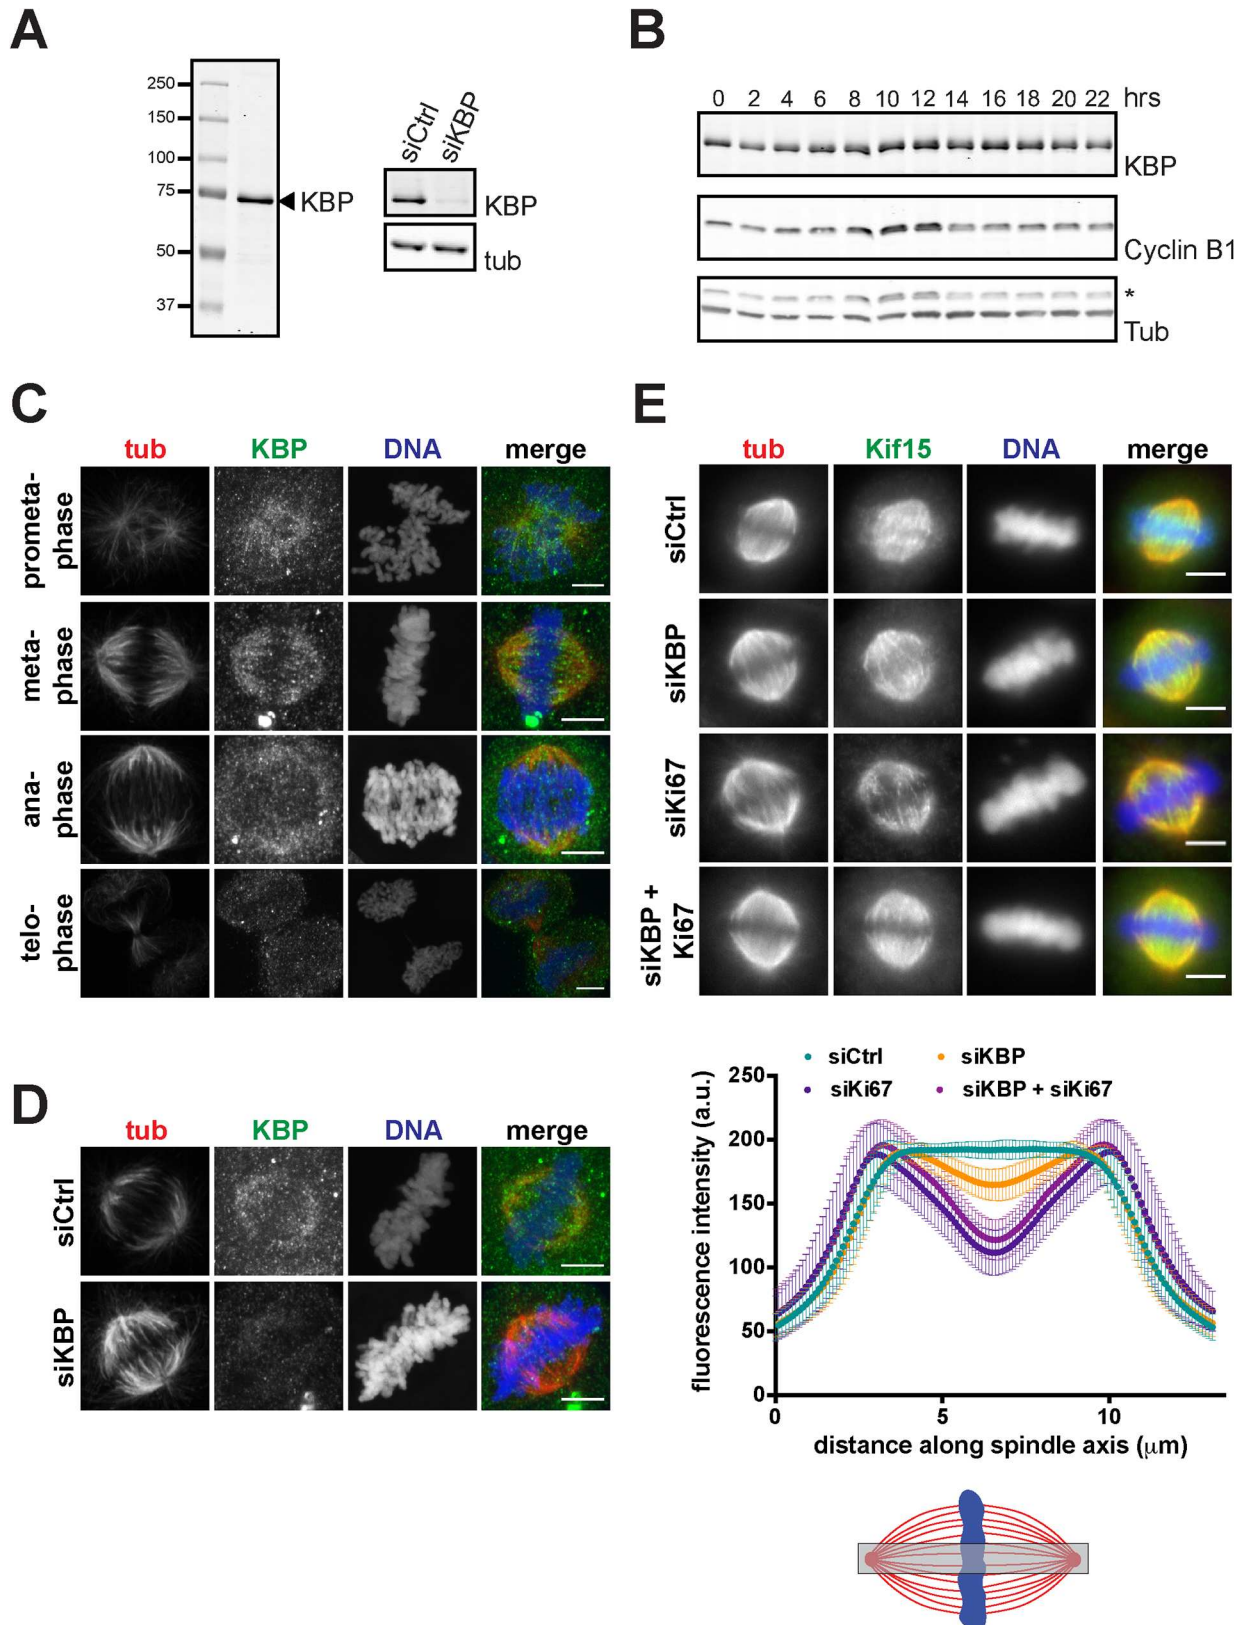 A
250
150
100
75
50
37
KBP
siCtrl
siKBP
KBP
tub
B
0 2 4 6 8 10 12 14 16 18 20 22 hrs
KBP
Cyclin B1
*
Tub
C
tub KBP DNA merge
prometa-
phase
meta-
phase
ana-
phase
telo-
phase
D
tub KBP DNA merge
siCtrl
siKBP
E
tub Kif15 DNA merge
siCtrl
siKBP
siKi67
siKBP +
Ki67
siCtrl siKBP
siKi67 siKBP + siKi67
fluorescence intensity (a.u.)
250
200
150
100
50
0
0 5 10
distance along spindle axis (μm)